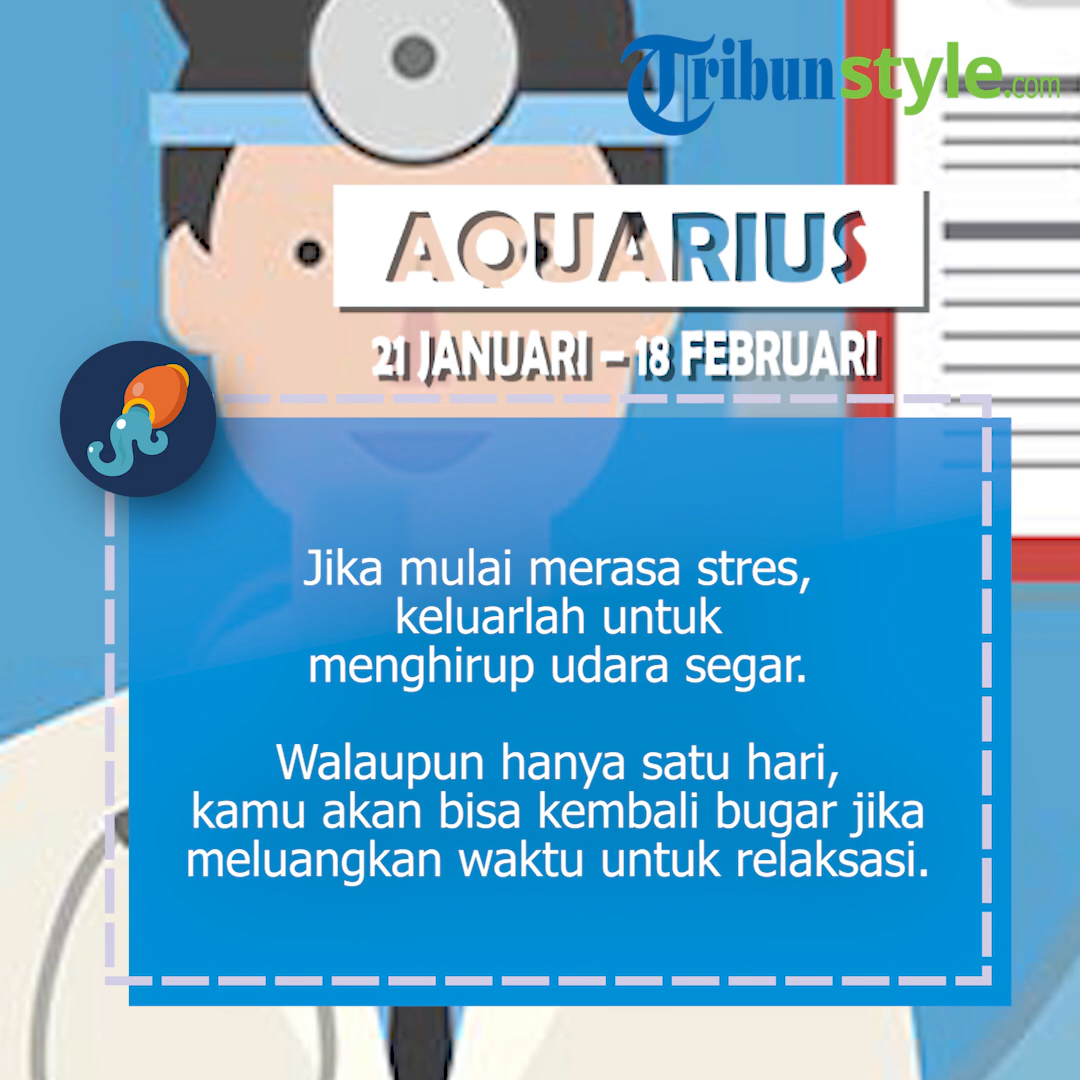 Tribunstyle.com
AQUARIUS
21 JANUARI – 18 FEBRUARI
Jika mulai merasa stres,
keluarlah untuk
menghirup udara segar.
Walaupun hanya satu hari,
kamu akan bisa kembali bugar jika
meluangkan waktu untuk relaksasi.